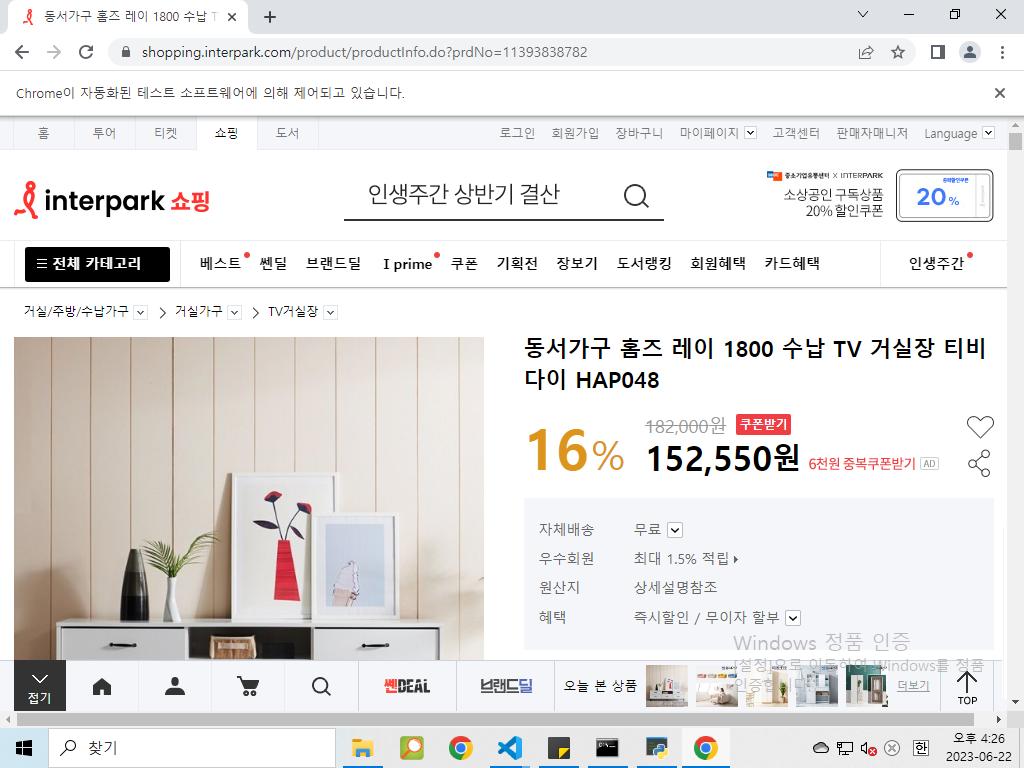 동서가구 홈즈 레이 1800 수납 T
shopping.interpark.com/product/productInfo.do?prdNo=11393838782
Chrome이 자동화된 테스트 소프트웨어에 의해 제어되고 있습니다.
홈 투어 티켓 쇼핑 도서 로그인 회원가입 장바구니 마이페이지 고객센터 판매자매니저 Language
interpark 쇼핑
인생주간 상반기 결산
중소기업유통센터 X INTERPARK
소상공인 구독상품
20% 할인쿠폰
20%
전체 카테고리 베스트 쎈딜 브랜드딜 I prime 쿠폰 기획전 장보기 도서랭킹 회원혜택 카드혜택 인생주간
거실/주방/수납가구 > 거실가구 > TV거실장
동서가구 홈즈 레이 1800 수납 TV 거실장 티비
다이 HAP048
16%
182,000원 쿠폰받기
152,550원 6천원 중복쿠폰받기 AD
자체배송 무료
우수회원 최대 1.5% 적립
원산지 상세설명참조
혜택 즉시할인 / 무이자 할부
Windows 정품 인증
[설정]으로 이동하여 Windows를 정품
인증합니다.
접기
쎈DEAL
브랜드딜
오늘 본 상품
더보기
TOP
찾기
오후 4:26
2023-06-22
한